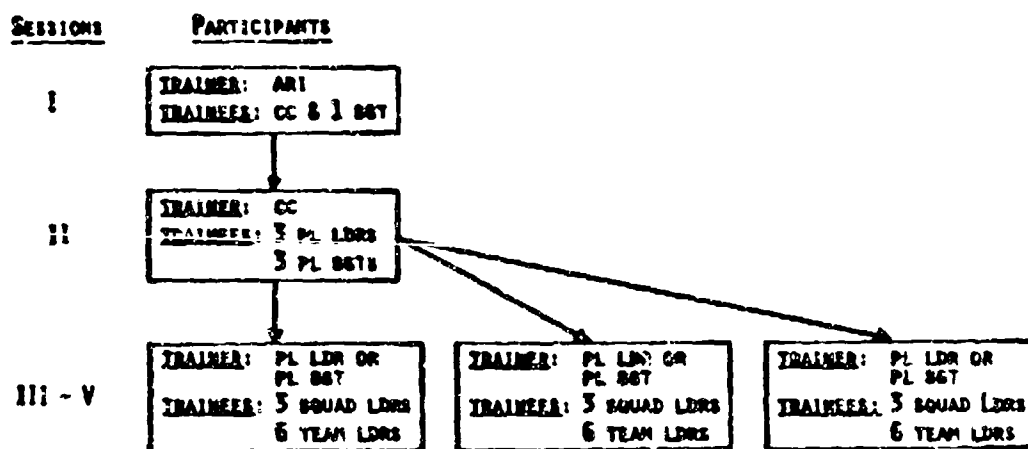 SESSIONS PARTICIPANTS
I
TRAINER: ARI
TRAINEES: CC & 1 SGT
II
TRAINER: CC
TRAINEES: 3 PL LDRS
3 PL SGTS
III - V
TRAINER: PL LDR OR
PL SGT
TRAINEES: 3 SQUAD LDRS
6 TEAM LDRS
TRAINER: PL LDR OR
PL SGT
TRAINEES: 3 SQUAD LDRS
6 TEAM LDRS
TRAINER: PL LDR OR
PL SGT
TRAINEES: 3 SQUAD LDRS
6 TEAM LDRS